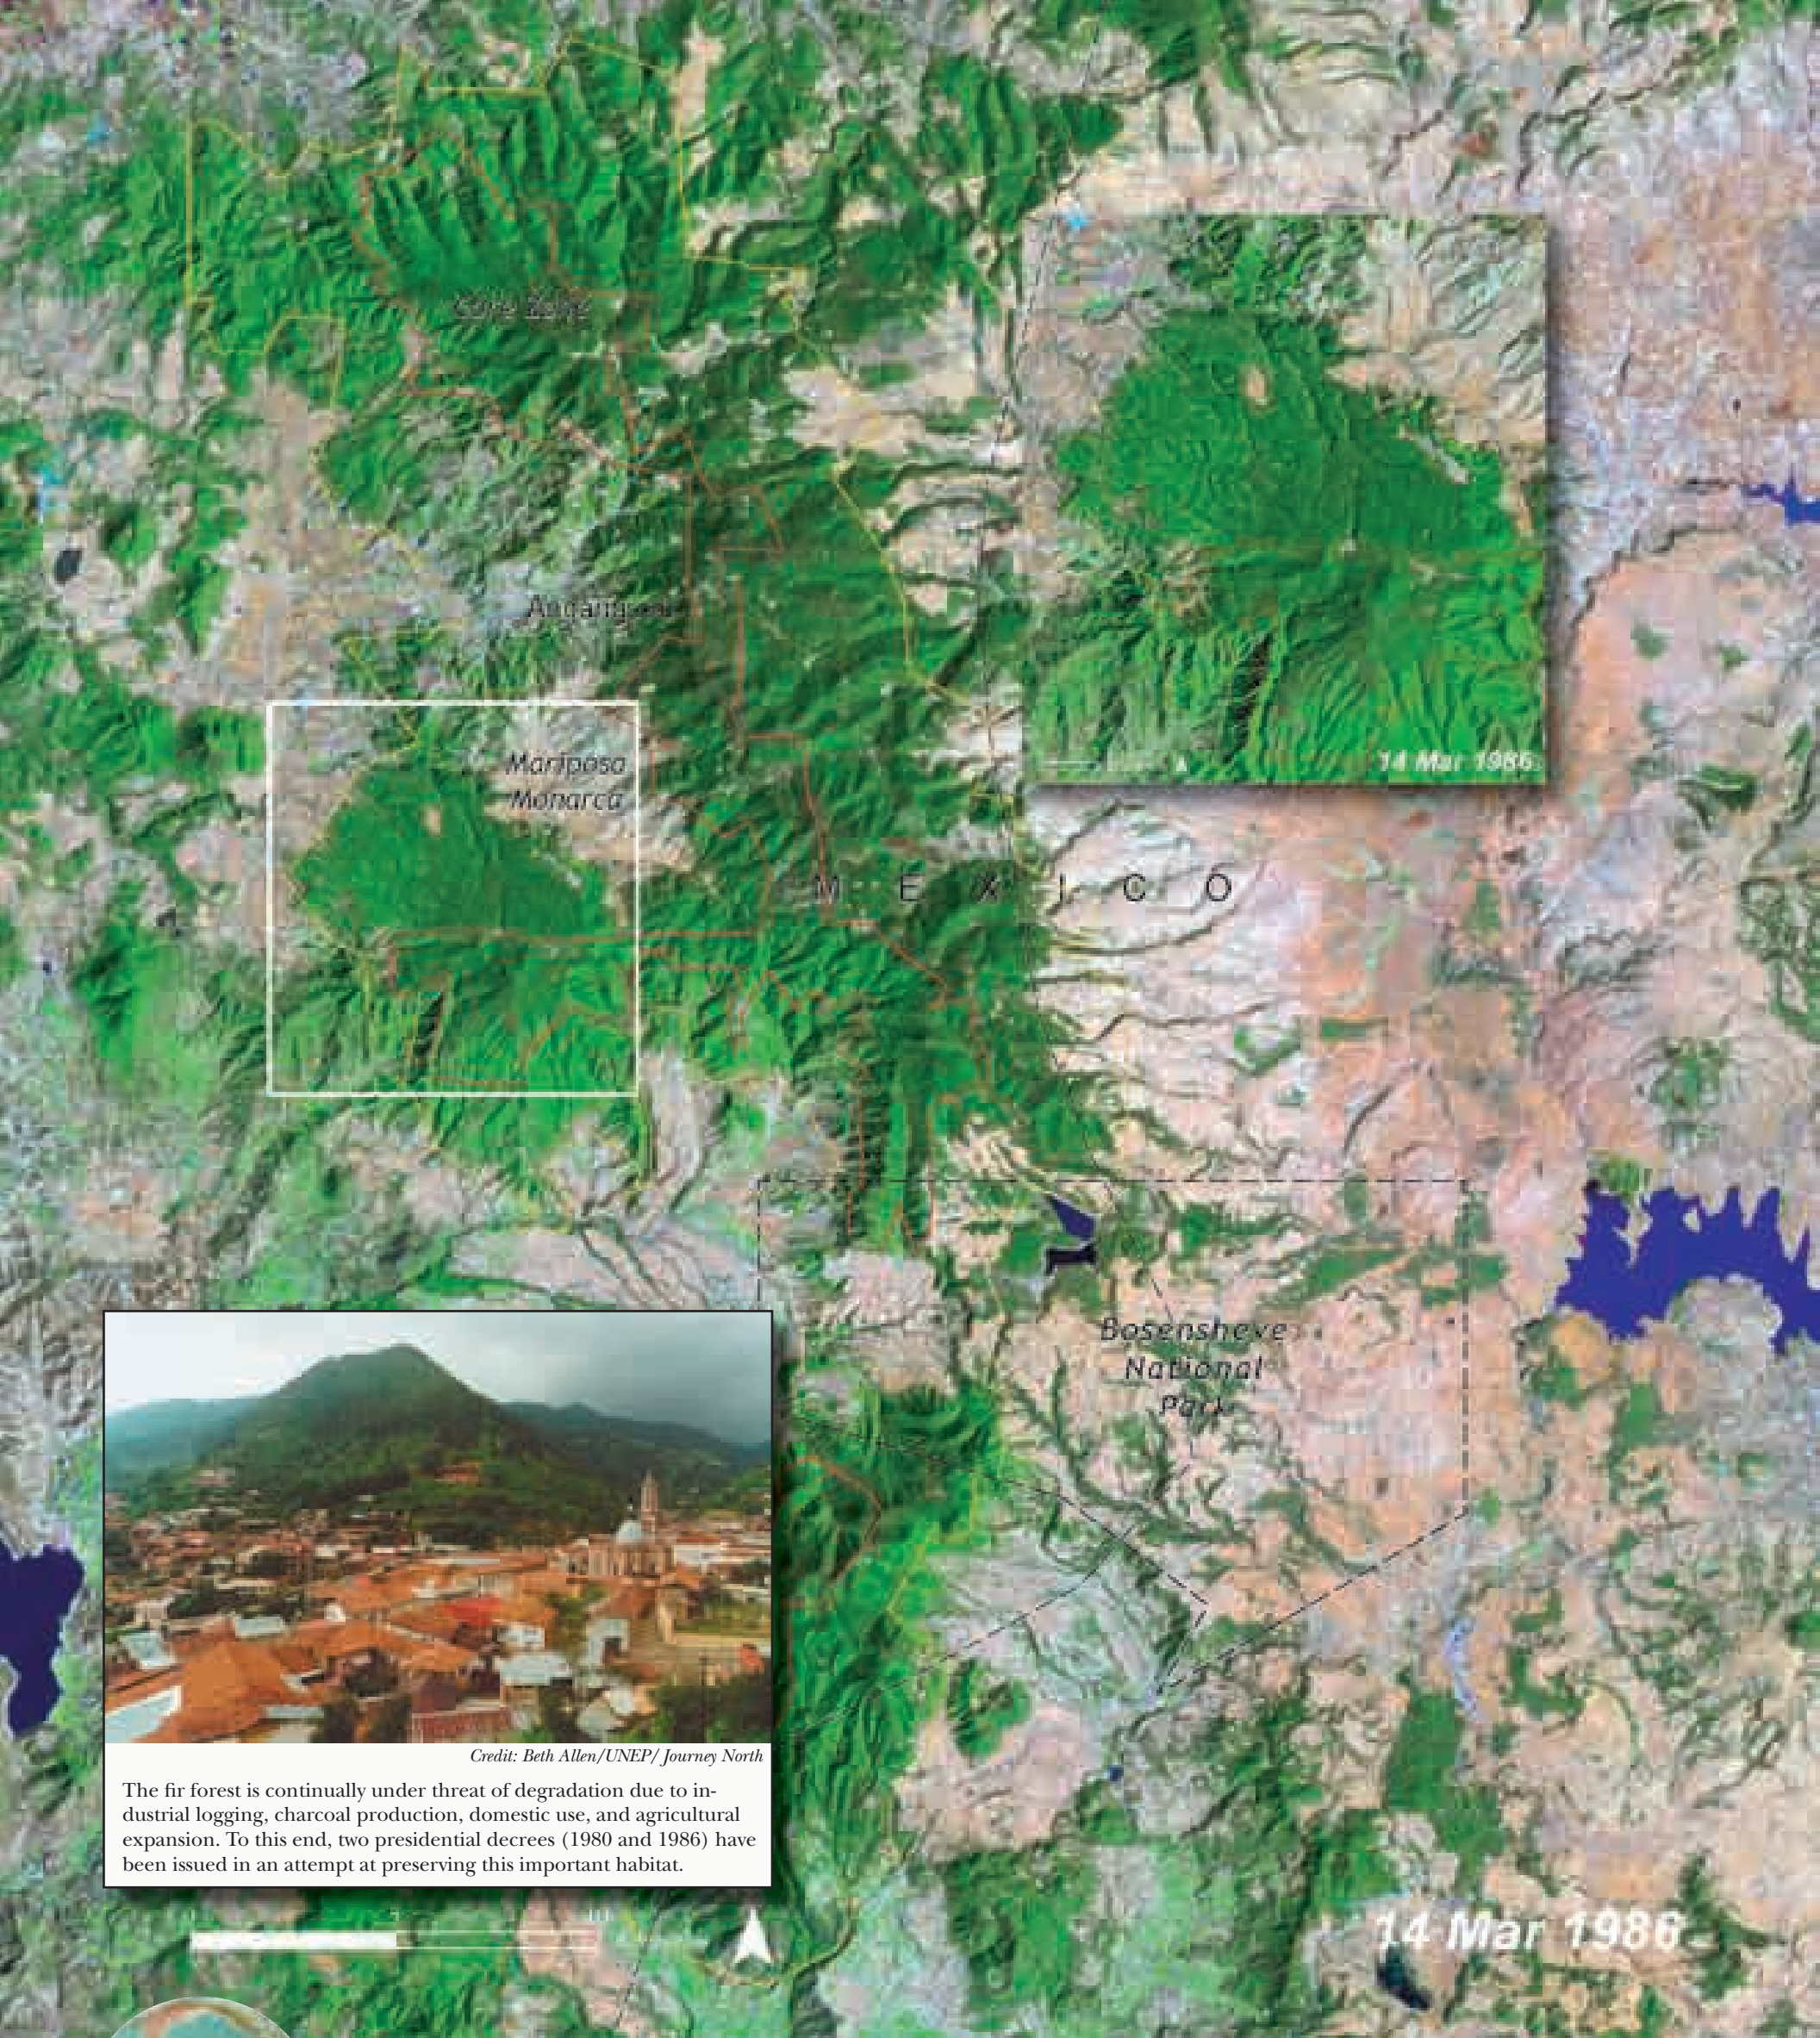 Core Zone
Mariposa
Monarca
14 Mar 1986
M E X I C O
Bosensheve
National
Park
Credit: Beth Allen/UNEP/ Journey North
The fir forest is continually under threat of degradation due to in-
dustrial logging, charcoal production, domestic use, and agricultural
expansion. To this end, two presidential decrees (1980 and 1986) have
been issued in an attempt at preserving this important habitat.
14 Mar 1986